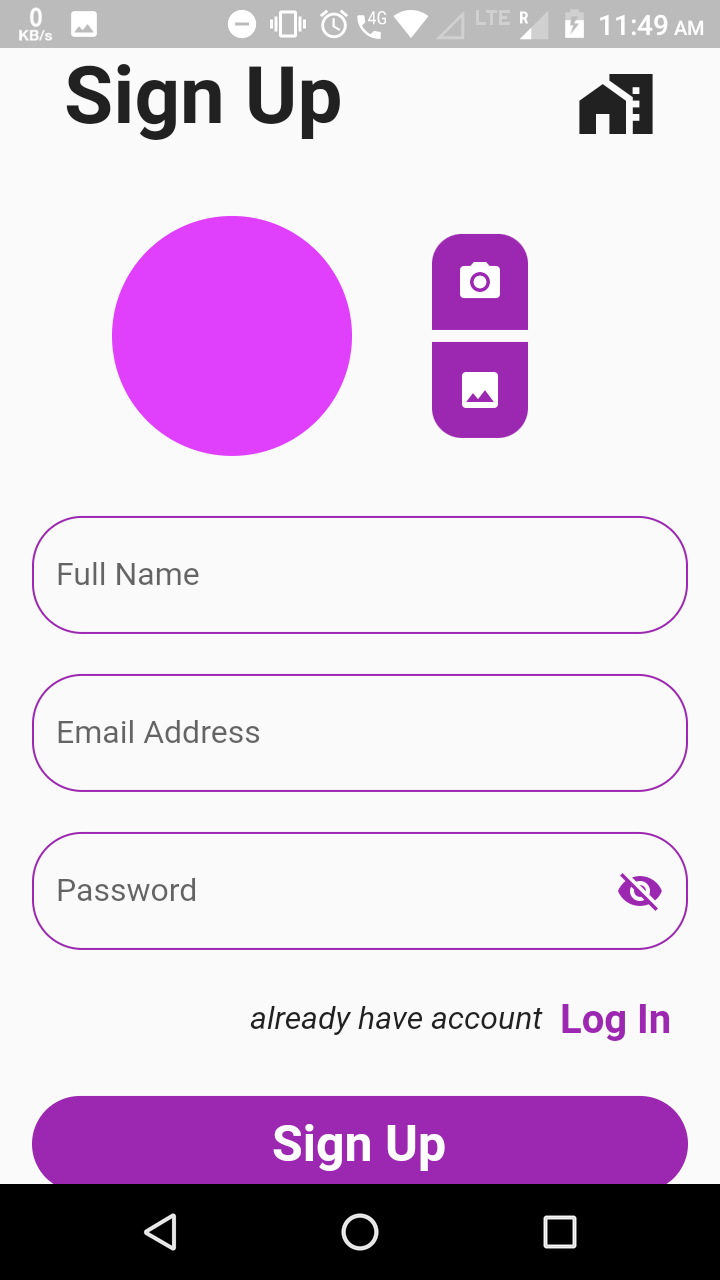 0
KB/s
4G
LTE
R
11:49 AM
Sign Up
Full Name
Email Address
Password
already have account Log In
Sign Up